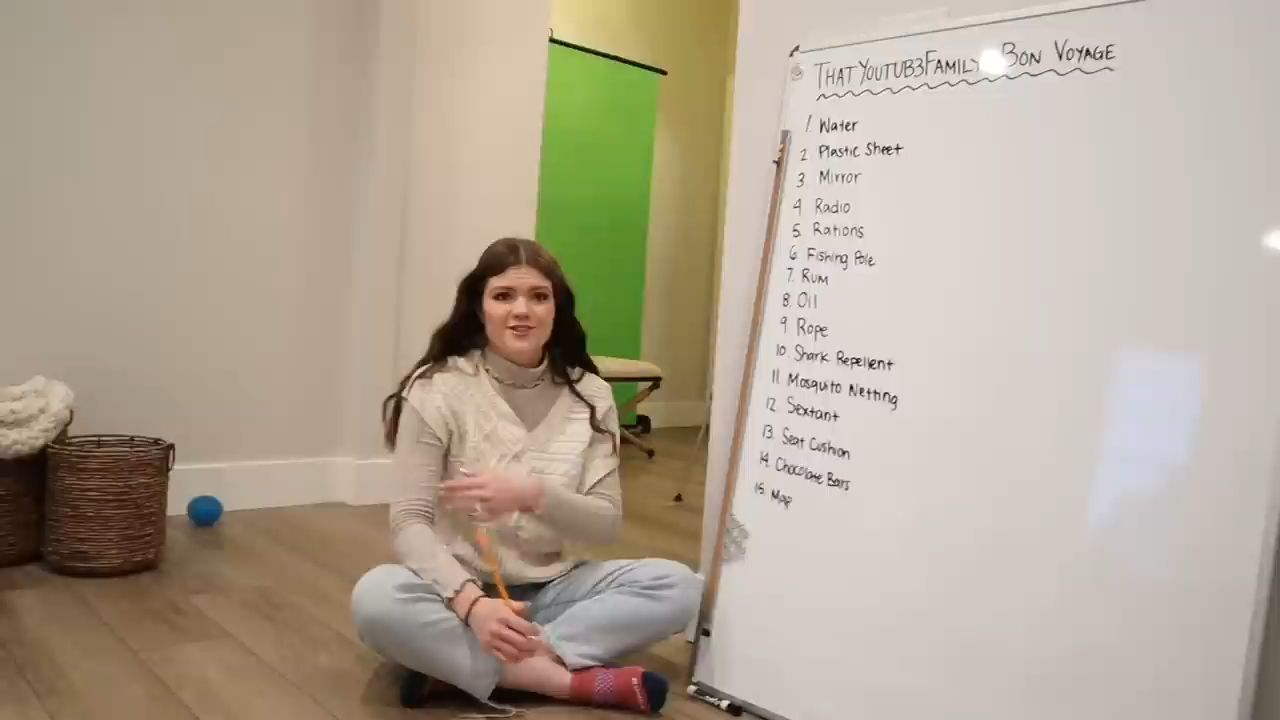 THATYOUTUB3FAMILY BON VOYAGE
1. Water
2. Plastic Sheet
3. Mirror
4. Radio
5. Rations
6. Fishing Pole
7. Rum
8. Oil
9. Rope
10. Shark Repellent
11. Mosquito Netting
12. Sextant
13. Seat Cushion
14. Chocolate Bars
15. Map